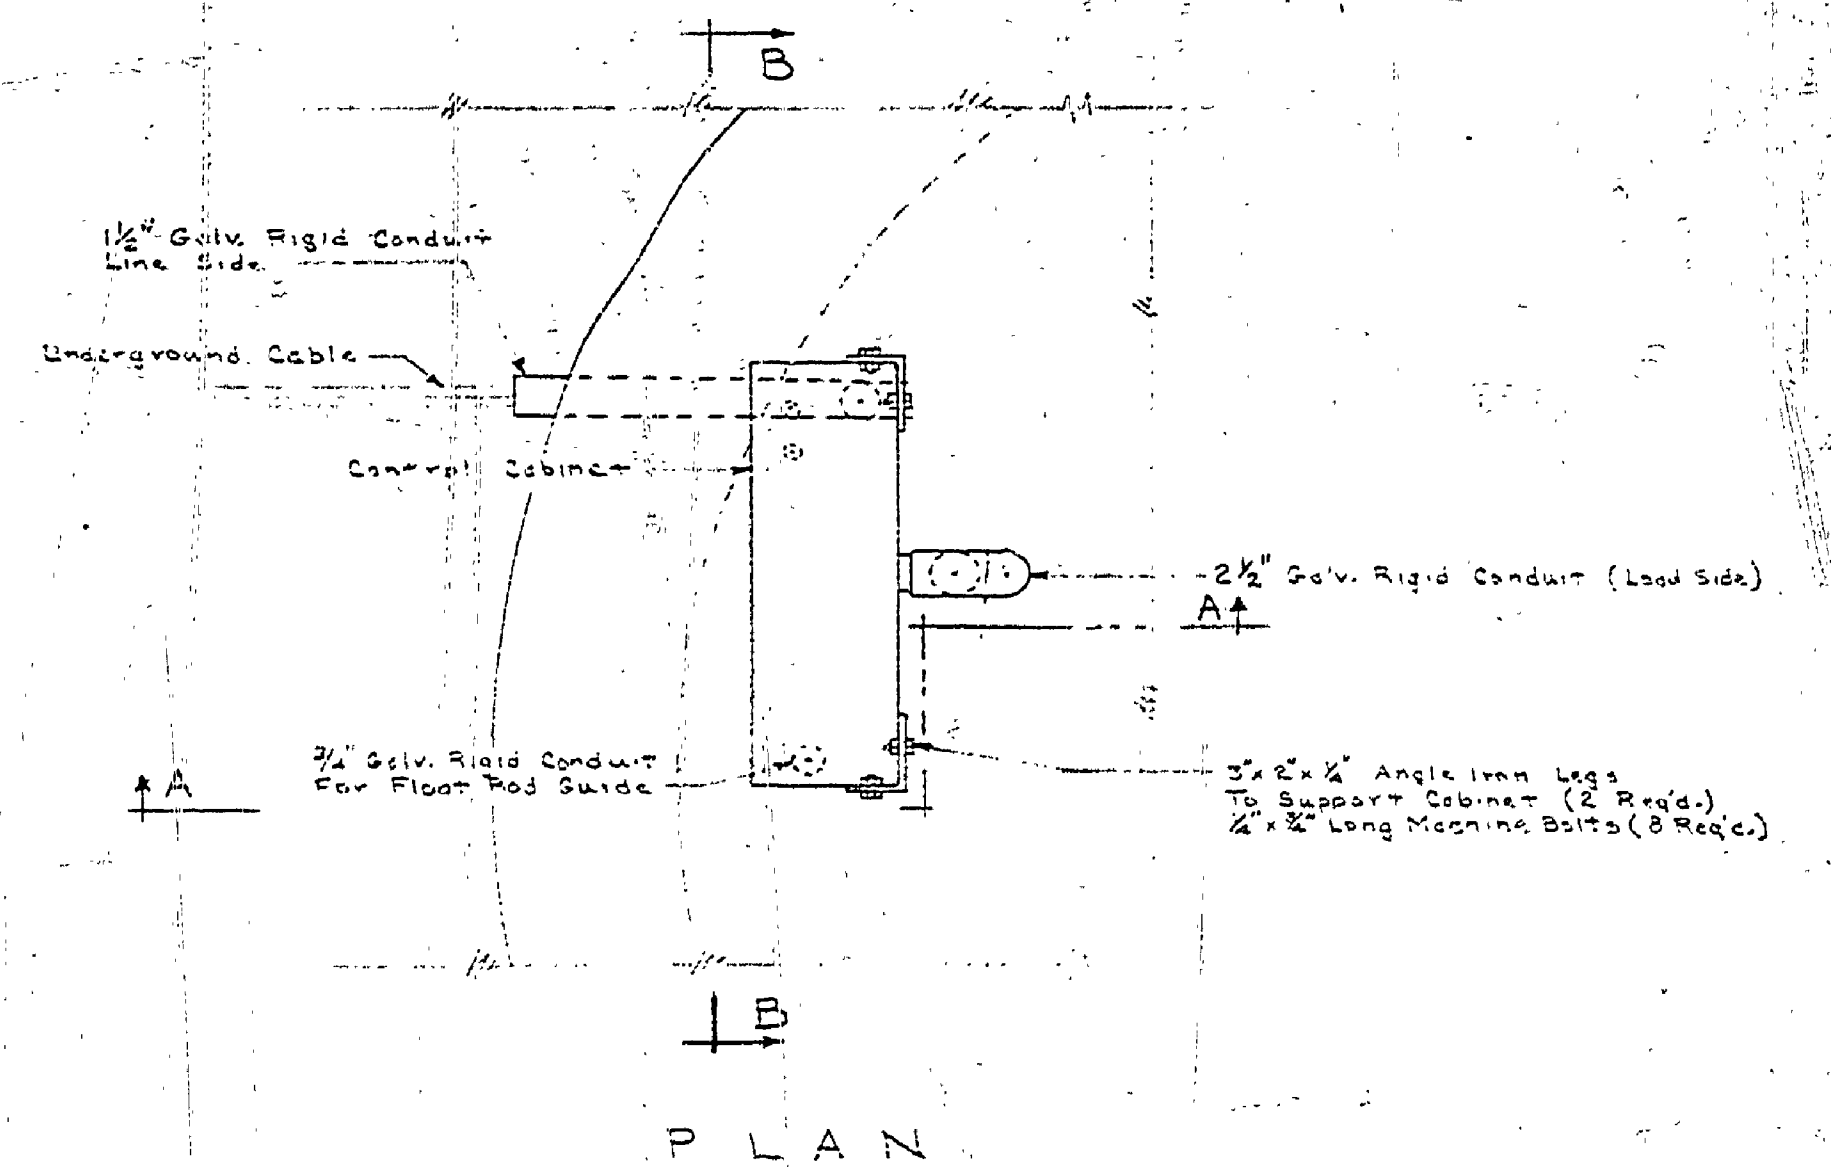 B
1½" Galv. Rigid Conduit
Line Side
Underground Cable
Control Cabinet
2½" Galv. Rigid Conduit (Load Side)
A
¾" Galv. Rigid Conduit
For Float Rod Guide
A
3" x 2" x ¼" Angle Iron Legs
To Support Cabinet (2 Req'd.)
¼" x ¾" Long Machine Bolts (8 Req'd.)
B
PLAN